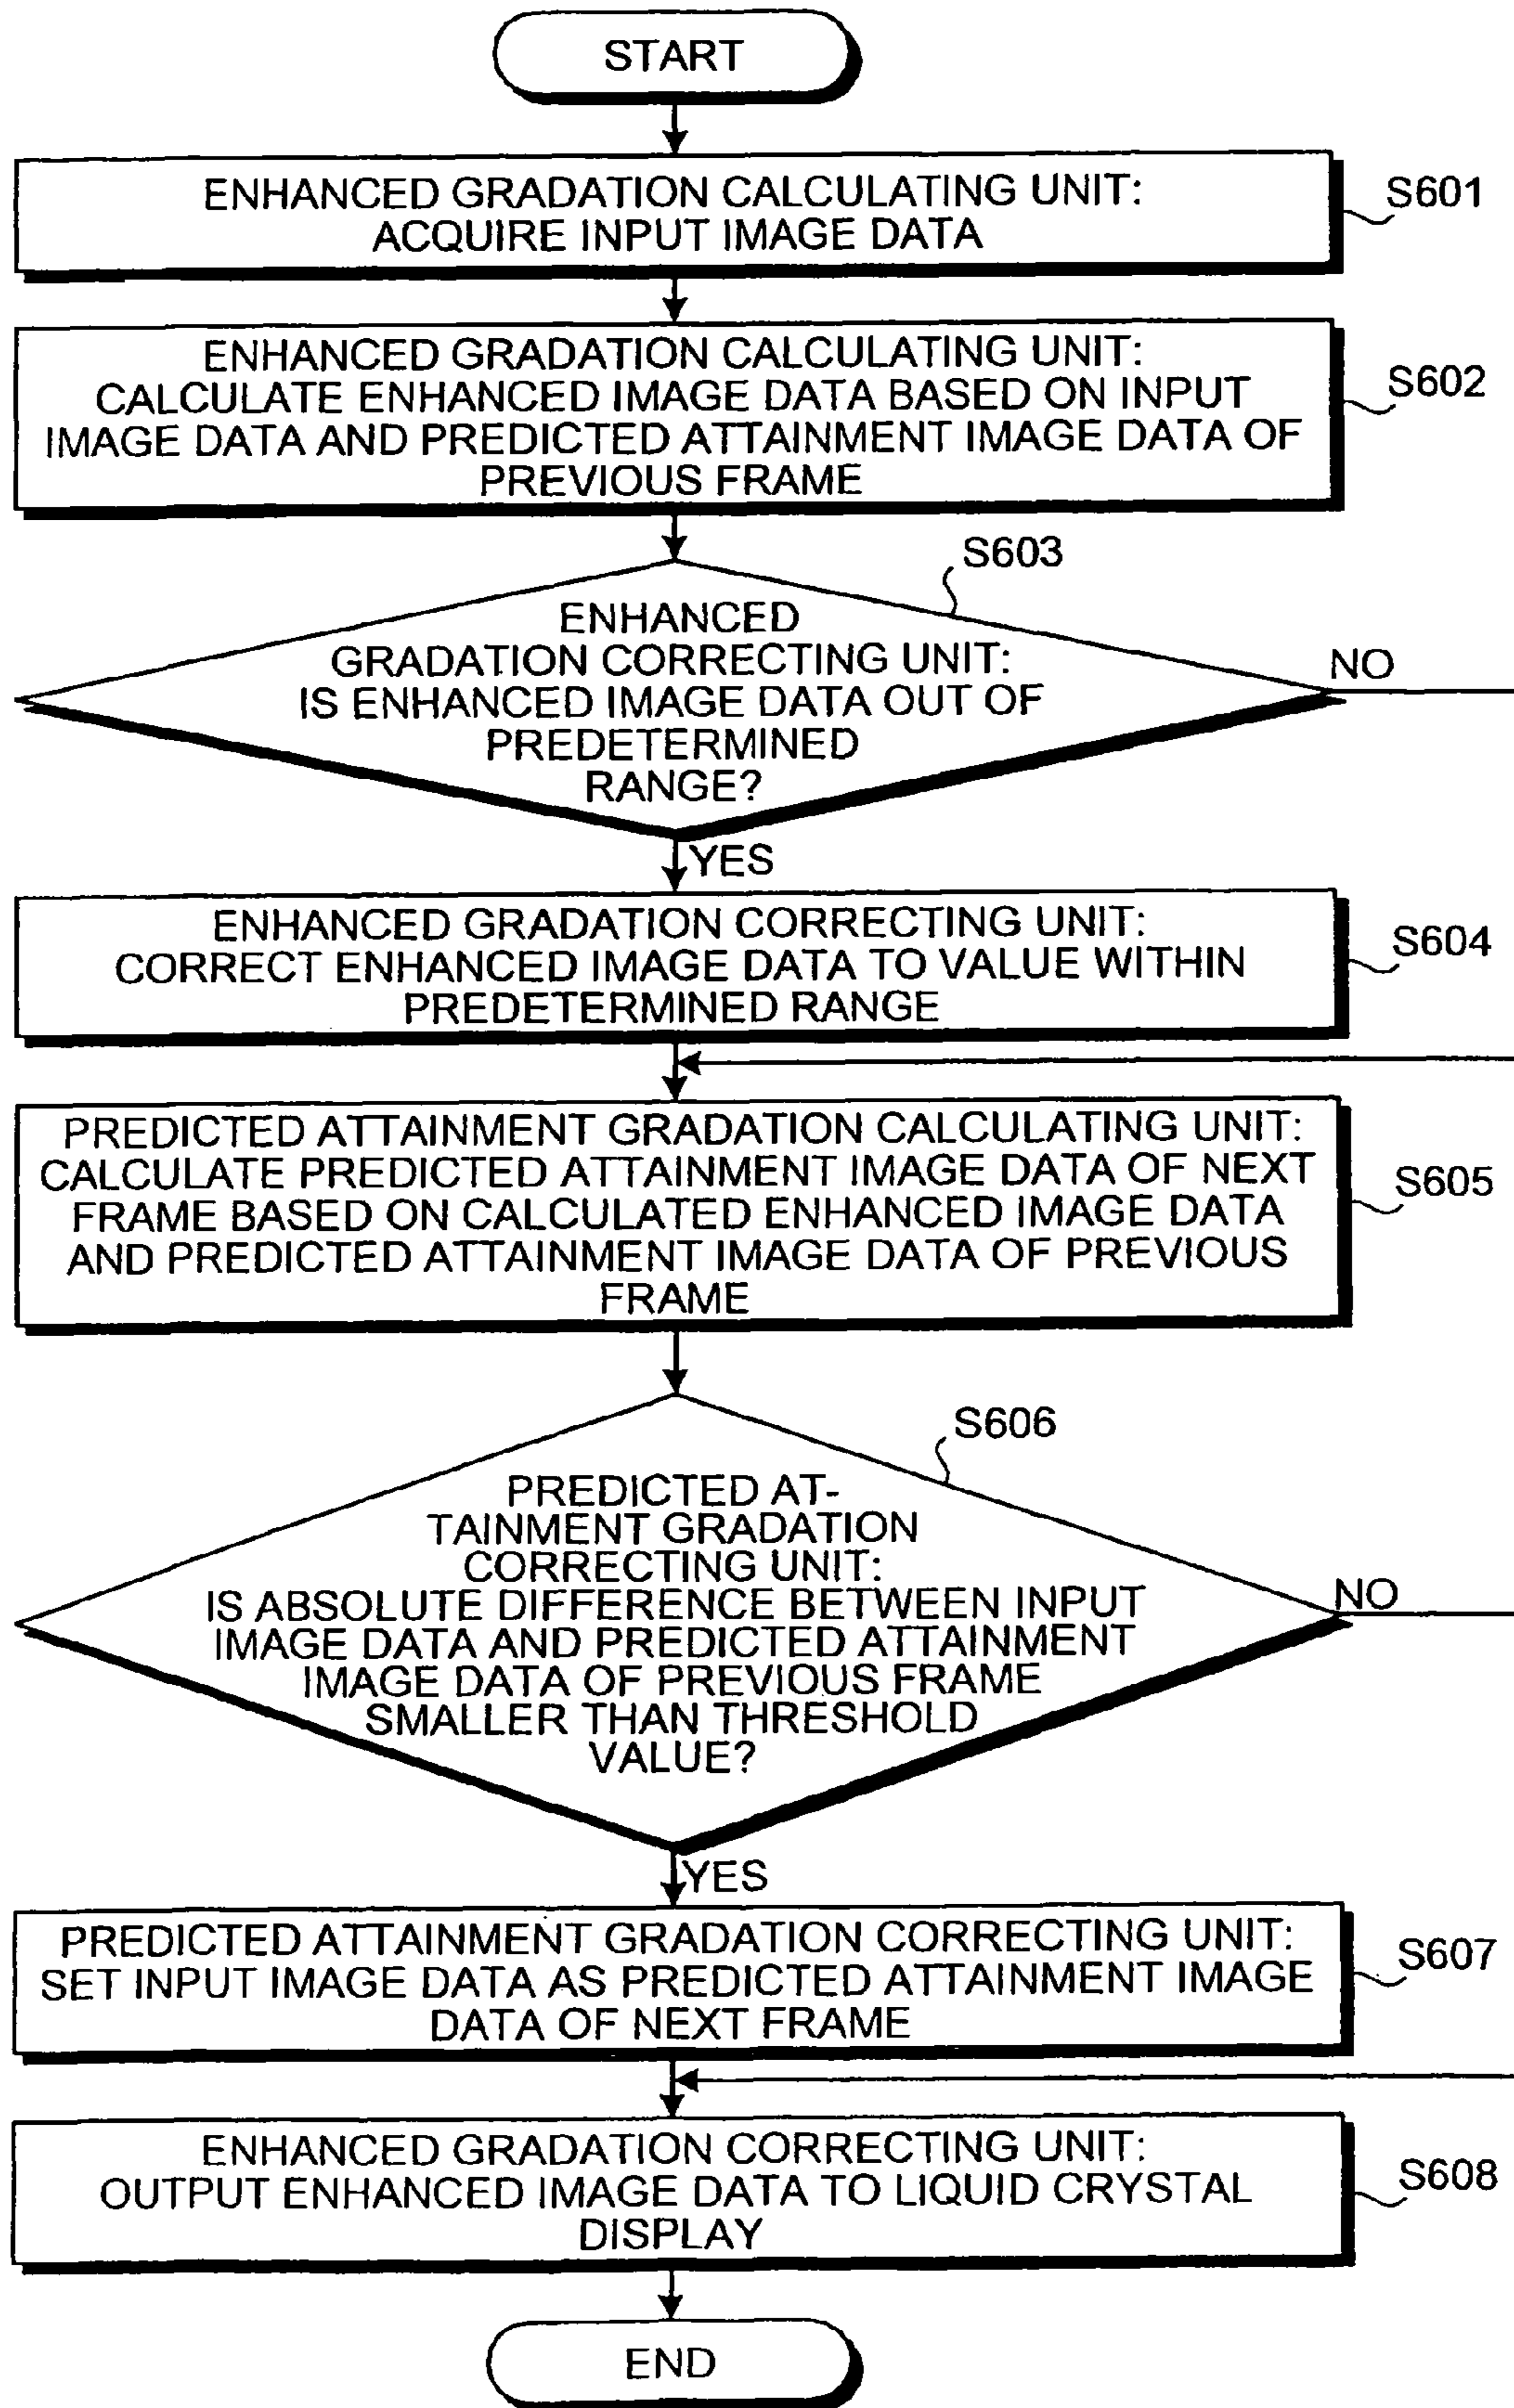 START
ENHANCED GRADATION CALCULATING UNIT:
ACQUIRE INPUT IMAGE DATA
S601
ENHANCED GRADATION CALCULATING UNIT:
CALCULATE ENHANCED IMAGE DATA BASED ON INPUT
IMAGE DATA AND PREDICTED ATTAINMENT IMAGE DATA OF
PREVIOUS FRAME
S602
S603
ENHANCED
GRADATION CORRECTING UNIT:
IS ENHANCED IMAGE DATA OUT OF
PREDETERMINED
RANGE?
NO
YES
ENHANCED GRADATION CORRECTING UNIT:
CORRECT ENHANCED IMAGE DATA TO VALUE WITHIN
PREDETERMINED RANGE
S604
PREDICTED ATTAINMENT GRADATION CALCULATING UNIT:
CALCULATE PREDICTED ATTAINMENT IMAGE DATA OF NEXT
FRAME BASED ON CALCULATED ENHANCED IMAGE DATA
AND PREDICTED ATTAINMENT IMAGE DATA OF PREVIOUS
FRAME
S605
S606
PREDICTED AT-
TAINMENT GRADATION
CORRECTING UNIT:
IS ABSOLUTE DIFFERENCE BETWEEN INPUT
IMAGE DATA AND PREDICTED ATTAINMENT
IMAGE DATA OF PREVIOUS FRAME
SMALLER THAN THRESHOLD
VALUE?
NO
YES
PREDICTED ATTAINMENT GRADATION CORRECTING UNIT:
SET INPUT IMAGE DATA AS PREDICTED ATTAINMENT IMAGE
DATA OF NEXT FRAME
S607
ENHANCED GRADATION CORRECTING UNIT:
OUTPUT ENHANCED IMAGE DATA TO LIQUID CRYSTAL
DISPLAY
S608
END